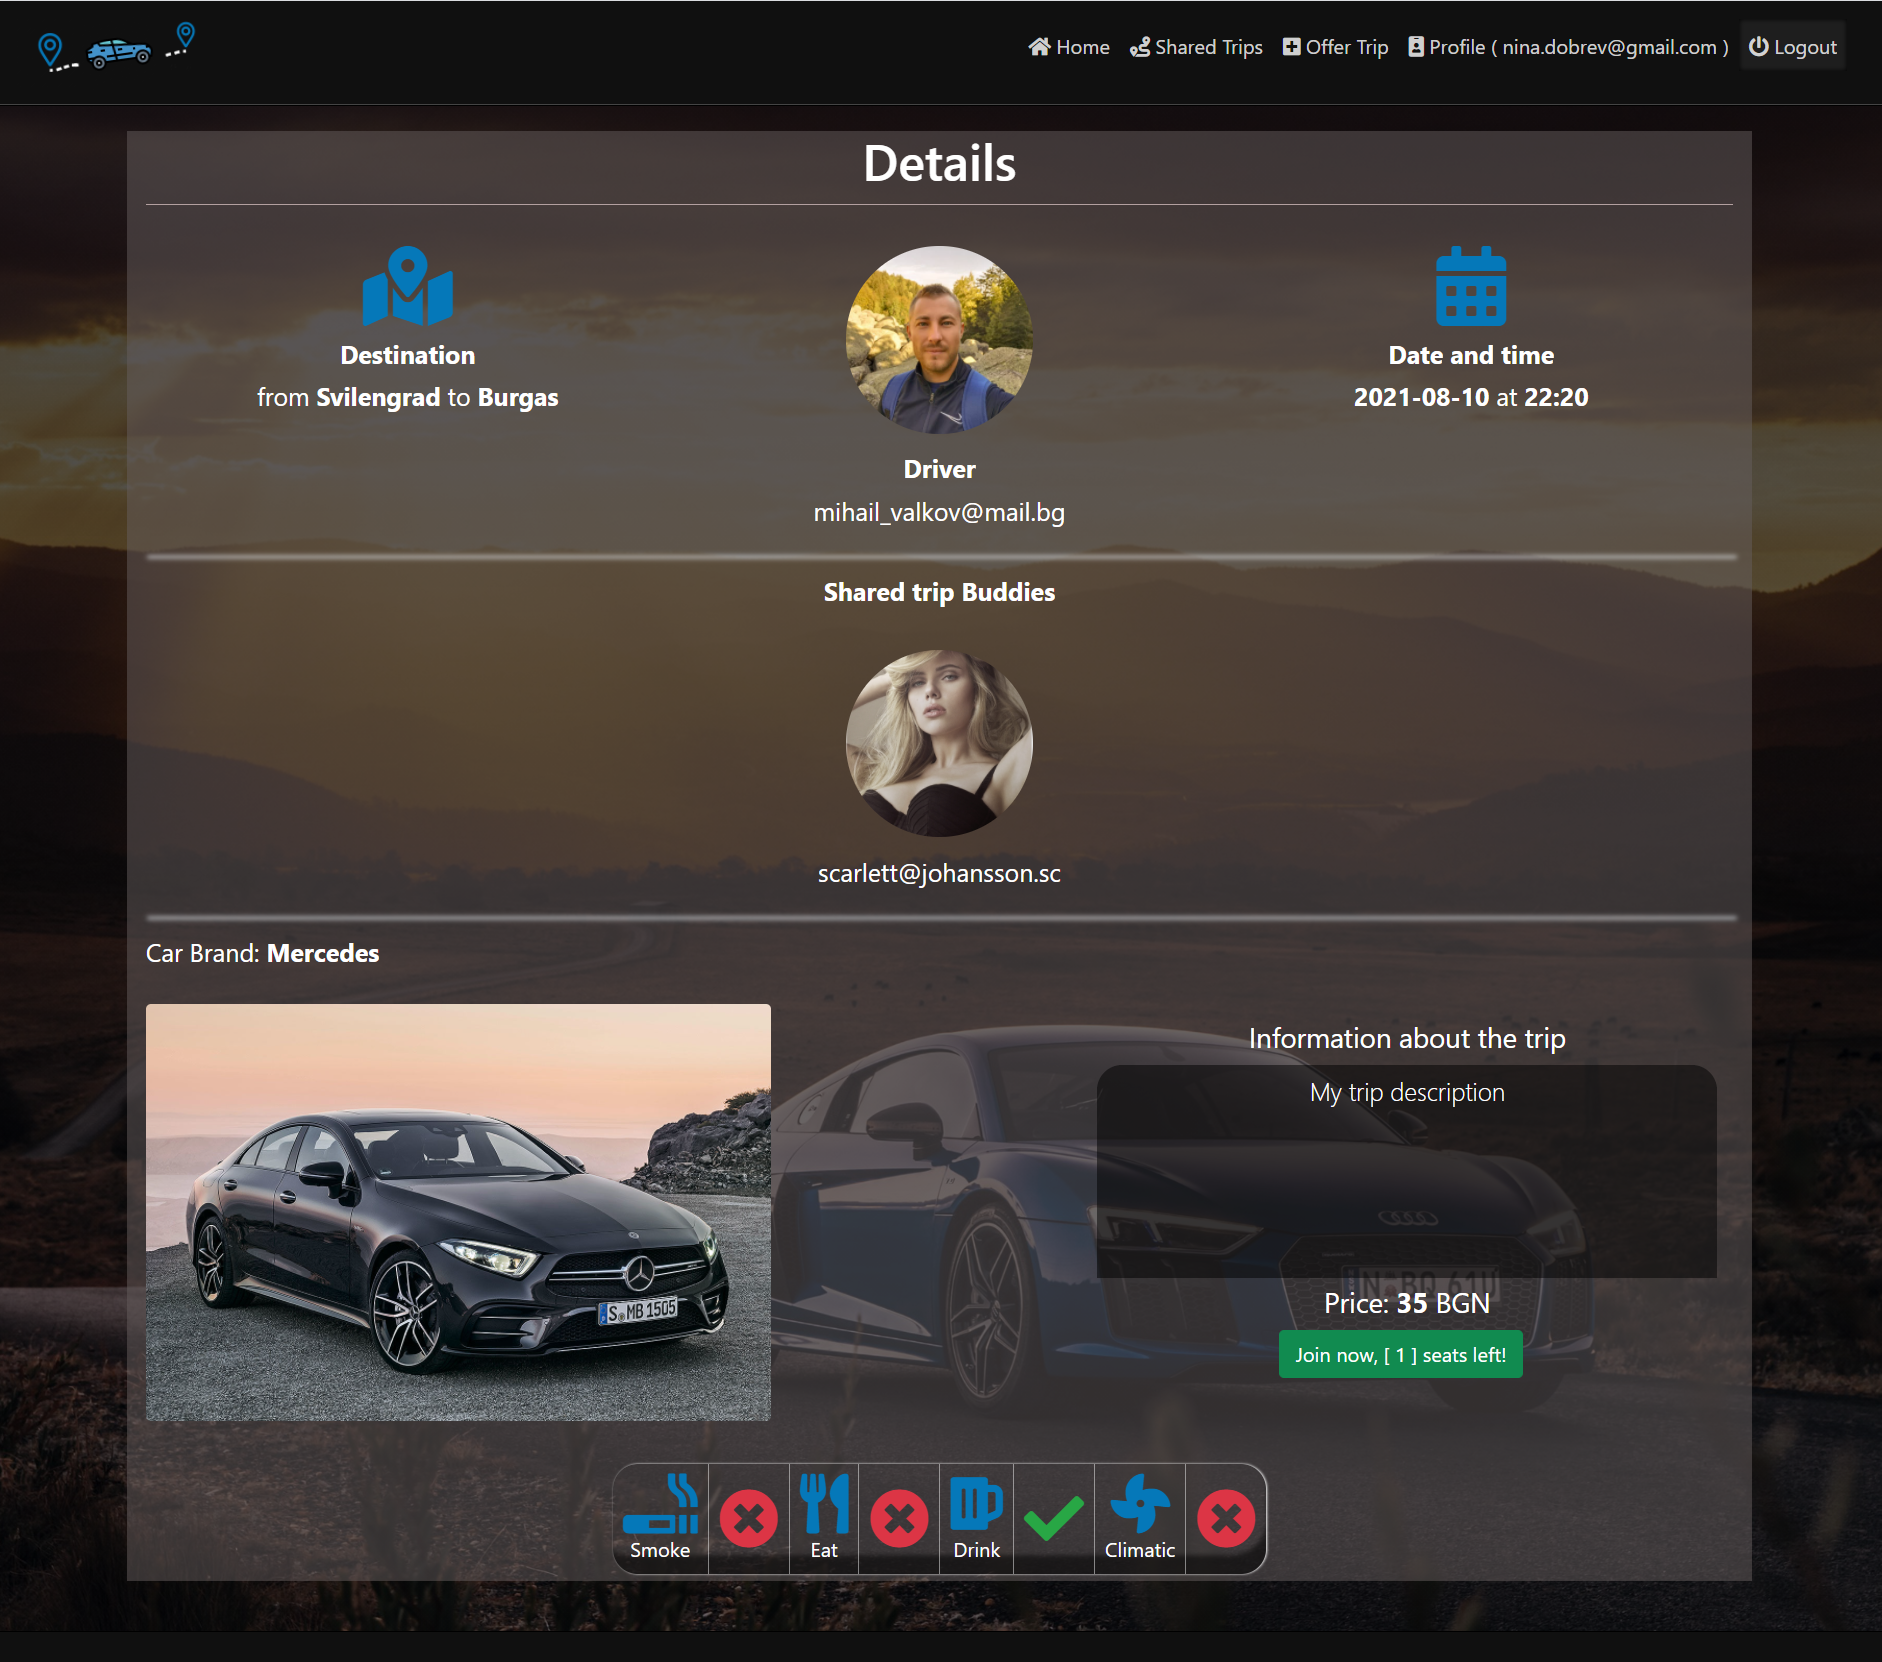 Home Shared Trips Offer Trip Profile ( nina.dobrev@gmail.com ) Logout
Details
Destination
from Svilengrad to Burgas
Driver
mihail_valkov@mail.bg
Date and time
2021-08-10 at 22:20
Shared trip Buddies
scarlett@johansson.sc
Car Brand: Mercedes
S MB 1505
Information about the trip
My trip description
Price: 35 BGN
Join now, [ 1 ] seats left!
Smoke Eat Drink Climatic